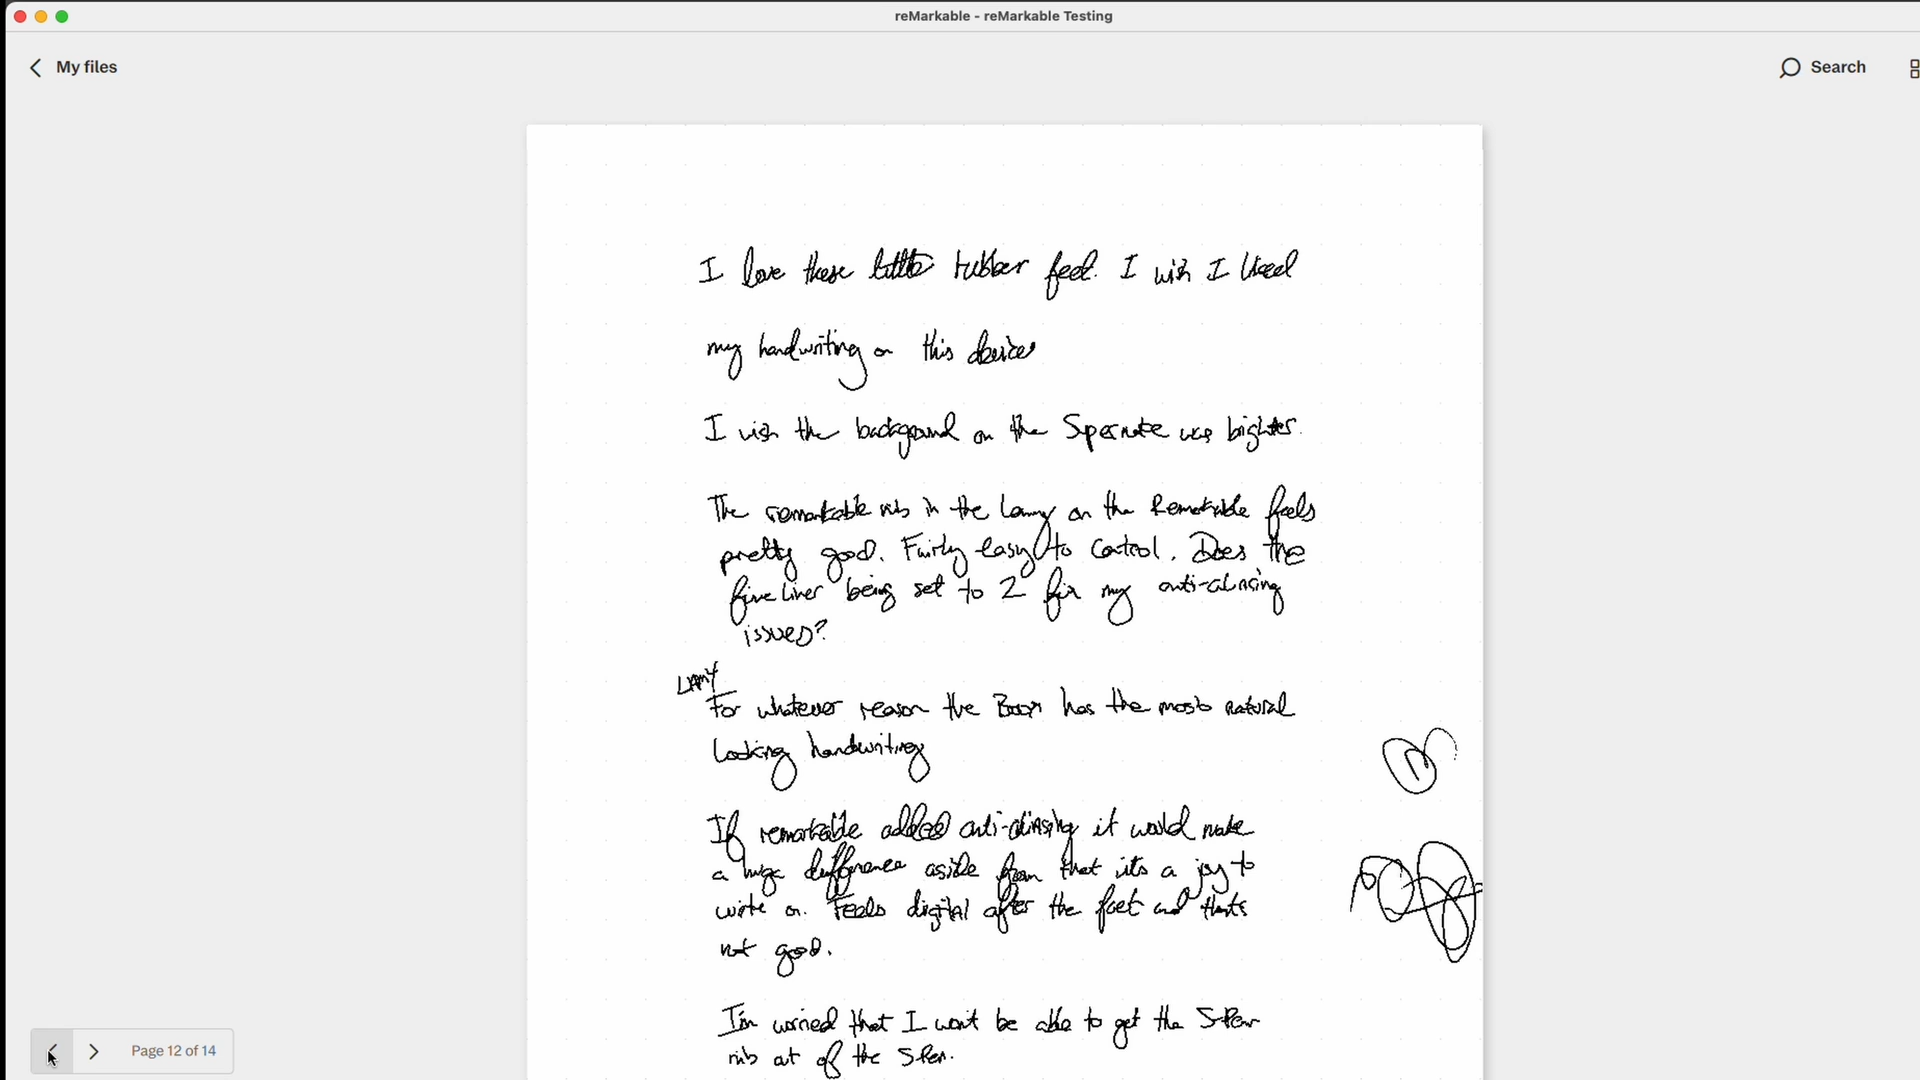 reMarkable - reMarkable Testing
My files
Search
I love these little rubber feet. I wish I liked
my handwriting on this device
I wish the background on the Supernote was brighter.
The remarkable nib in the Lamy on the Remarkable feels
pretty good. Fairly easy to control. Does the
fineliner being set to 2 fix my anti-aliasing
issues?
LAMY
For whatever reason the Boox has the most natural
looking handwriting
If remarkable added anti-aliasing it would make
a huge difference aside from that its a joy to
write on. Feels digital after the fact and thats
not good.
I'm worried that I wont be able to get the S-Pen
nib out of the S Pen.
Page 12 of 14